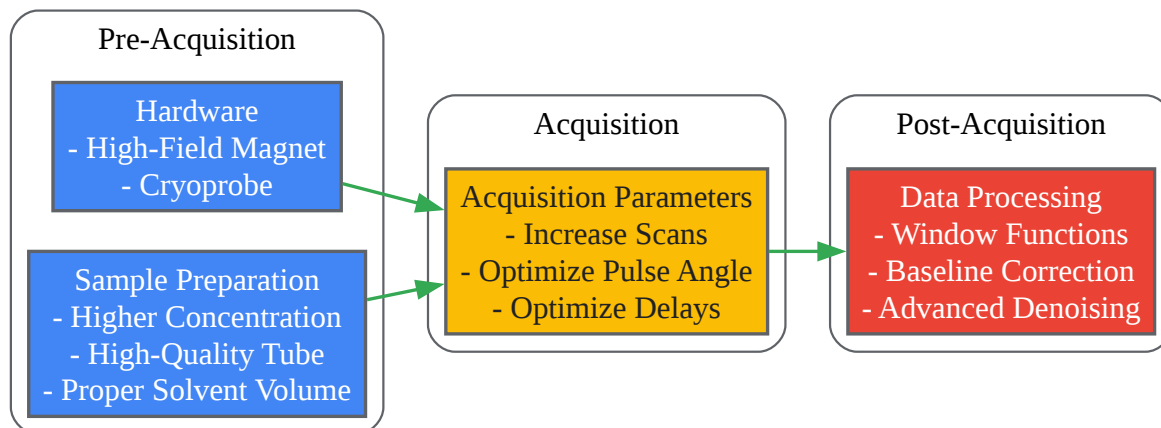 Pre-Acquisition
Hardware
- High-Field Magnet
- Cryoprobe
Sample Preparation
- Higher Concentration
- High-Quality Tube
- Proper Solvent Volume
Acquisition
Acquisition Parameters
- Increase Scans
- Optimize Pulse Angle
- Optimize Delays
Post-Acquisition
Data Processing
- Window Functions
- Baseline Correction
- Advanced Denoising